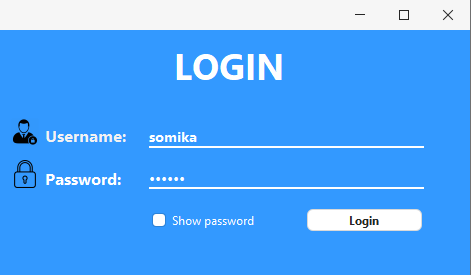 LOGIN
Username: somika
Password: ••••••
Show password Login